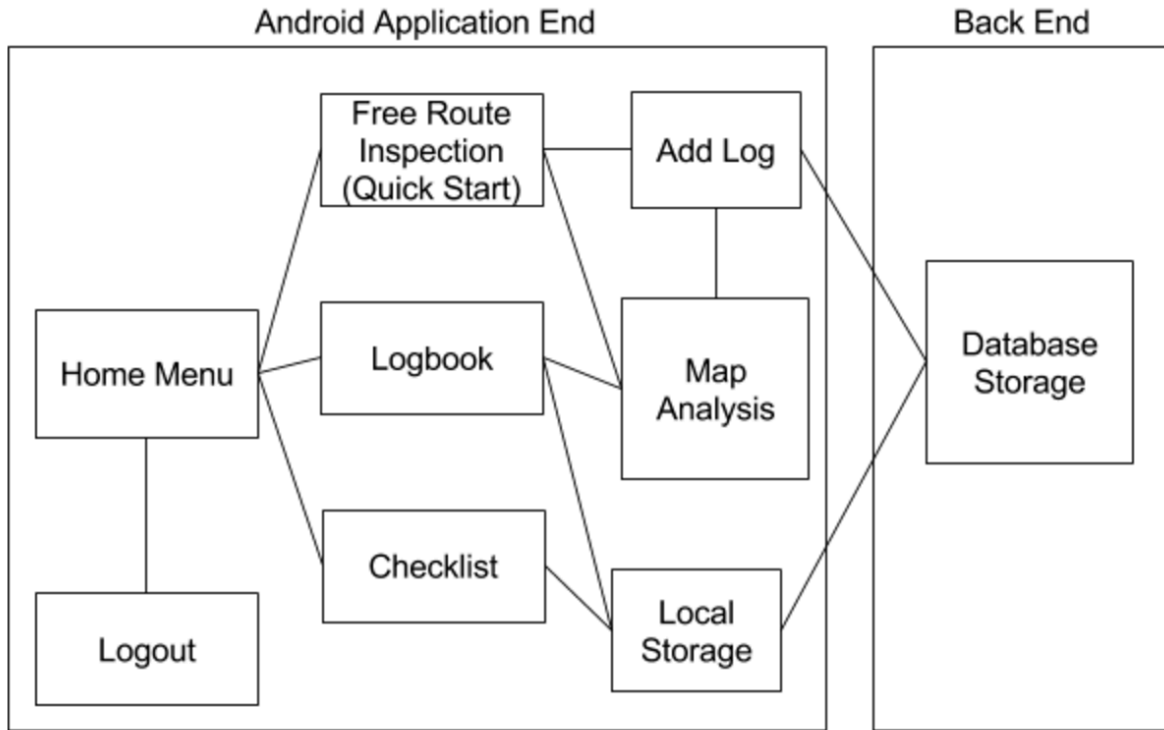 Android Application End
Back End
Free Route
Inspection
(Quick Start)
Add Log
Home Menu
Logbook
Map
Analysis
Database
Storage
Checklist
Logout
Local
Storage